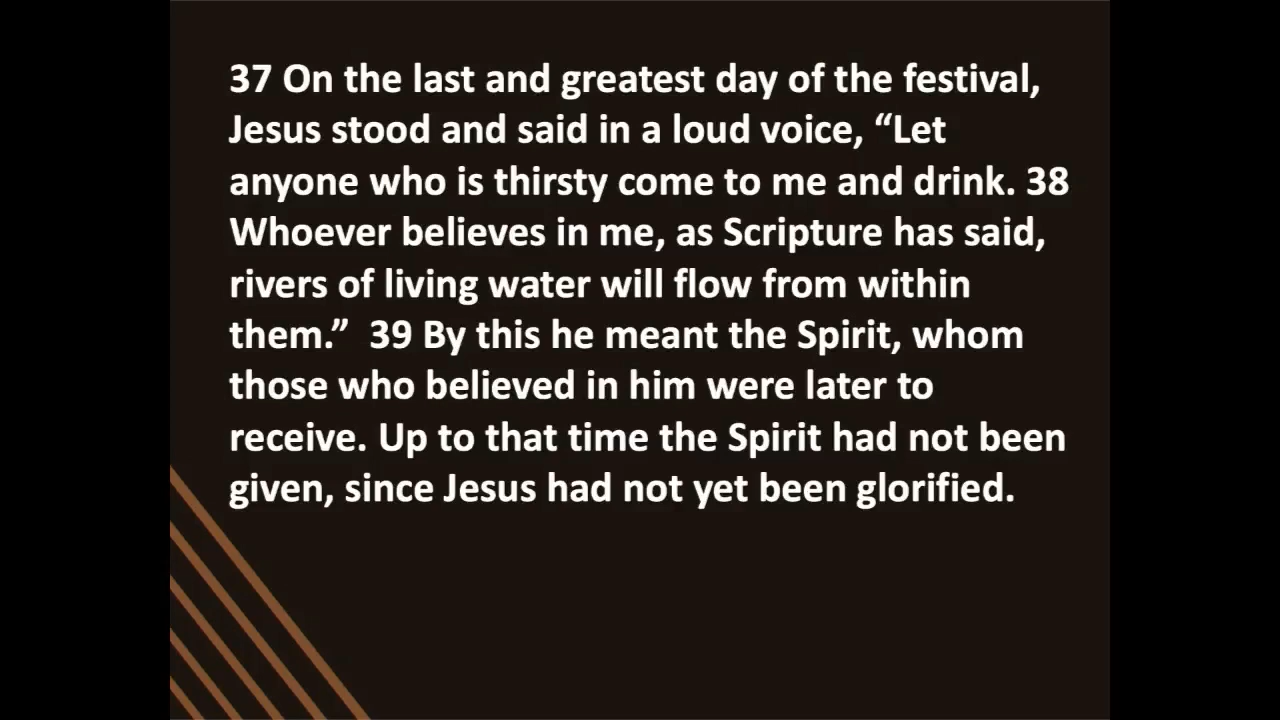 37 On the last and greatest day of the festival,
Jesus stood and said in a loud voice, “Let
anyone who is thirsty come to me and drink. 38
Whoever believes in me, as Scripture has said,
rivers of living water will flow from within
them.”  39 By this he meant the Spirit, whom
those who believed in him were later to
receive. Up to that time the Spirit had not been
given, since Jesus had not yet been glorified.